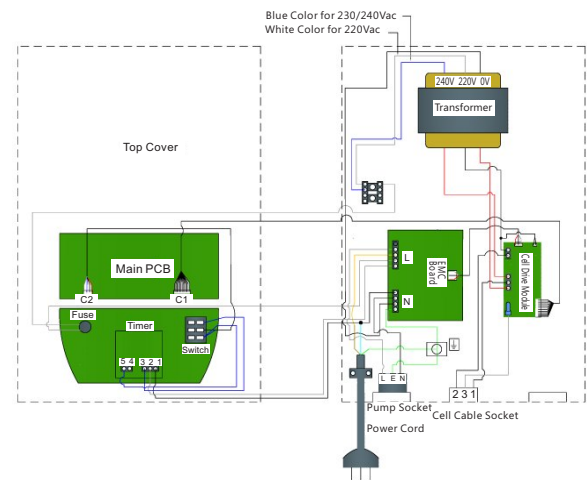 Blue Color for 230/240Vac
White Color for 220Vac
240V 220V 0V
Transformer
Top Cover
Main PCB
C2
C1
Fuse
Timer
5 4
3 2 1
Switch
L
N
EMC
Board
Cell Drive Module
L E N
Pump Socket
Power Cord
2 3 1
Cell Cable Socket